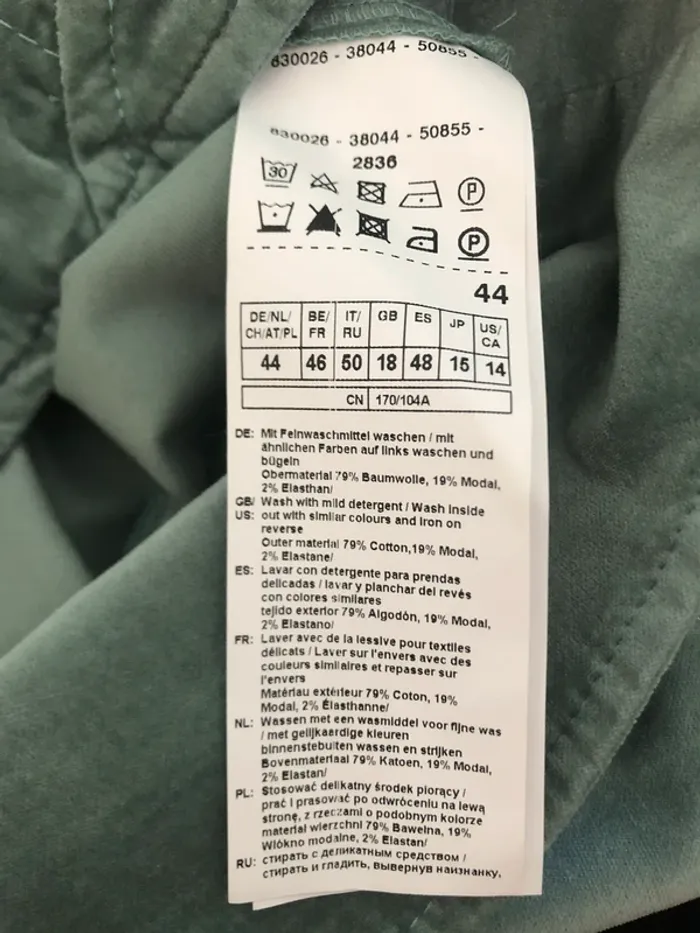 630026 - 38044 - 50855 -
630026 - 38044 - 50855 -
2836
30 P
P
44
DE/NL/CH/AT/PL BE/FR IT/RU GB ES JP US/CA
44 46 50 18 48 15 14
CN 170/104A
DE: Mit Feinwaschmittel waschen / mit
ähnlichen Farben auf links waschen und
bügeln
Obermaterial 79% Baumwolle, 19% Modal,
2% Elasthan/
GB/ Wash with mild detergent / Wash inside
US: out with similar colours and iron on
reverse
Outer material 79% Cotton,19% Modal,
2% Elastane/
ES: Lavar con detergente para prendas
delicadas / lavar y planchar del revés
con colores similares
tejido exterior 79% Algodón, 19% Modal,
2% Elastano/
FR: Laver avec de la lessive pour textiles
délicats / Laver sur l'envers avec des
couleurs similaires et repasser sur
l'envers
Matériau extérieur 79% Coton, 19%
Modal, 2% Élasthanne/
NL: Wassen met een wasmiddel voor fijne was
/ met gelijkaardige kleuren
binnenstebuiten wassen en strijken
Bovenmateriaal 79% Katoen, 19% Modal,
2% Elastan/
PL: Stosować delikatny środek piorący /
prać i prasować po odwróceniu na lewą
stronę, z rzeczami o podobnym kolorze
materiał wierzchni 79% Bawełna, 19%
Włókno modalne, 2% Elastan/
RU: стирать с деликатным средством /
стирать и гладить, вывернув наизнанку,